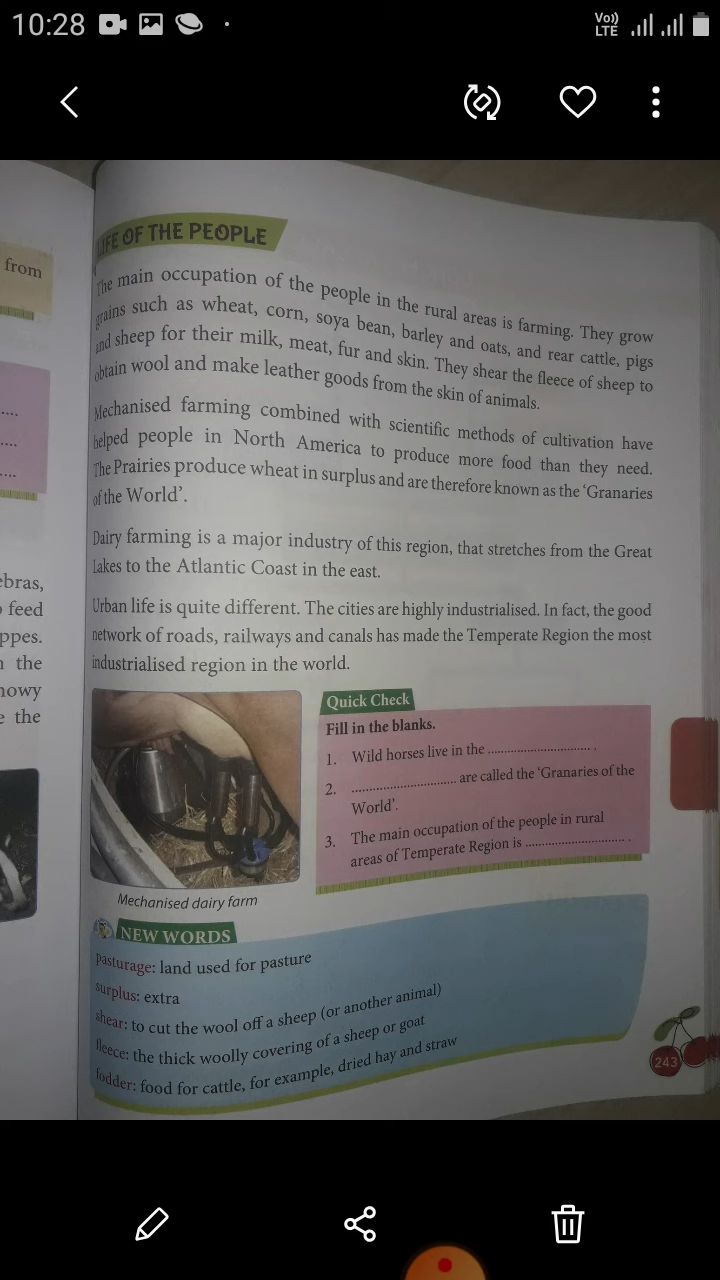 10:28
Vo))
LTE
from
....
....
....
ebras,
feed
ppes.
the
nowy
e the
LIFE OF THE PEOPLE
The main occupation of the people in the rural areas is farming. They grow
grains such as wheat, corn, soya bean, barley and oats, and rear cattle, pigs
and sheep for their milk, meat, fur and skin. They shear the fleece of sheep to
obtain wool and make leather goods from the skin of animals.
Mechanised farming combined with scientific methods of cultivation have
helped people in North America to produce more food than they need.
The Prairies produce wheat in surplus and are therefore known as the ‘Granaries
of the World’.
Dairy farming is a major industry of this region, that stretches from the Great
Lakes to the Atlantic Coast in the east.
Urban life is quite different. The cities are highly industrialised. In fact, the good
network of roads, railways and canals has made the Temperate Region the most
industrialised region in the world.
Mechanised dairy farm
Quick Check
Fill in the blanks.
1. Wild horses live in the .............................. .
2. .............................. are called the ‘Granaries of the
World’.
3. The main occupation of the people in rural
areas of Temperate Region is .............................. .
NEW WORDS
pasturage: land used for pasture
surplus: extra
shear: to cut the wool off a sheep (or another animal)
fleece: the thick woolly covering of a sheep or goat
fodder: food for cattle, for example, dried hay and straw
243